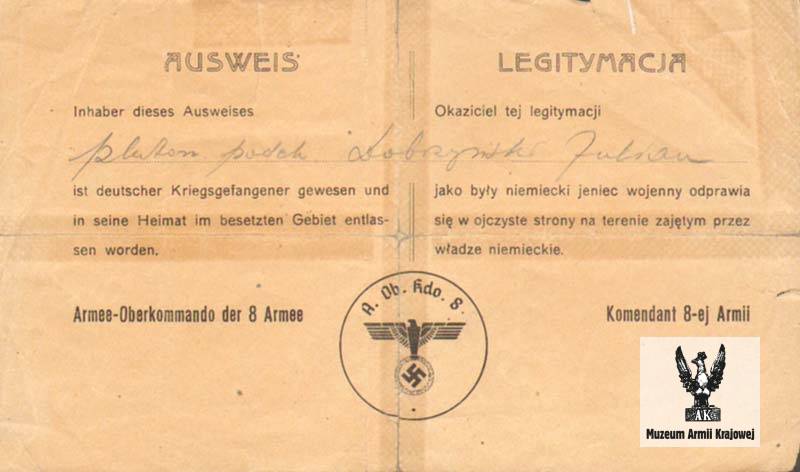 AUSWEIS
Inhaber dieses Ausweises
pluton podch Dobrzyński Julian
ist deutscher Kriegsgefangener gewesen und
in seine Heimat im besetzten Gebiet entlas-
sen worden.
Armee-Oberkommando der 8 Armee
LEGITYMACJA
Okaziciel tej legitymacji
jako były niemiecki jeniec wojenny odprawia
się w ojczyste strony na terenie zajętym przez
władze niemieckie.
Komendant 8-ej Armii
A. Ob. Kdo. 8.
AK
Muzeum Armii Krajowej